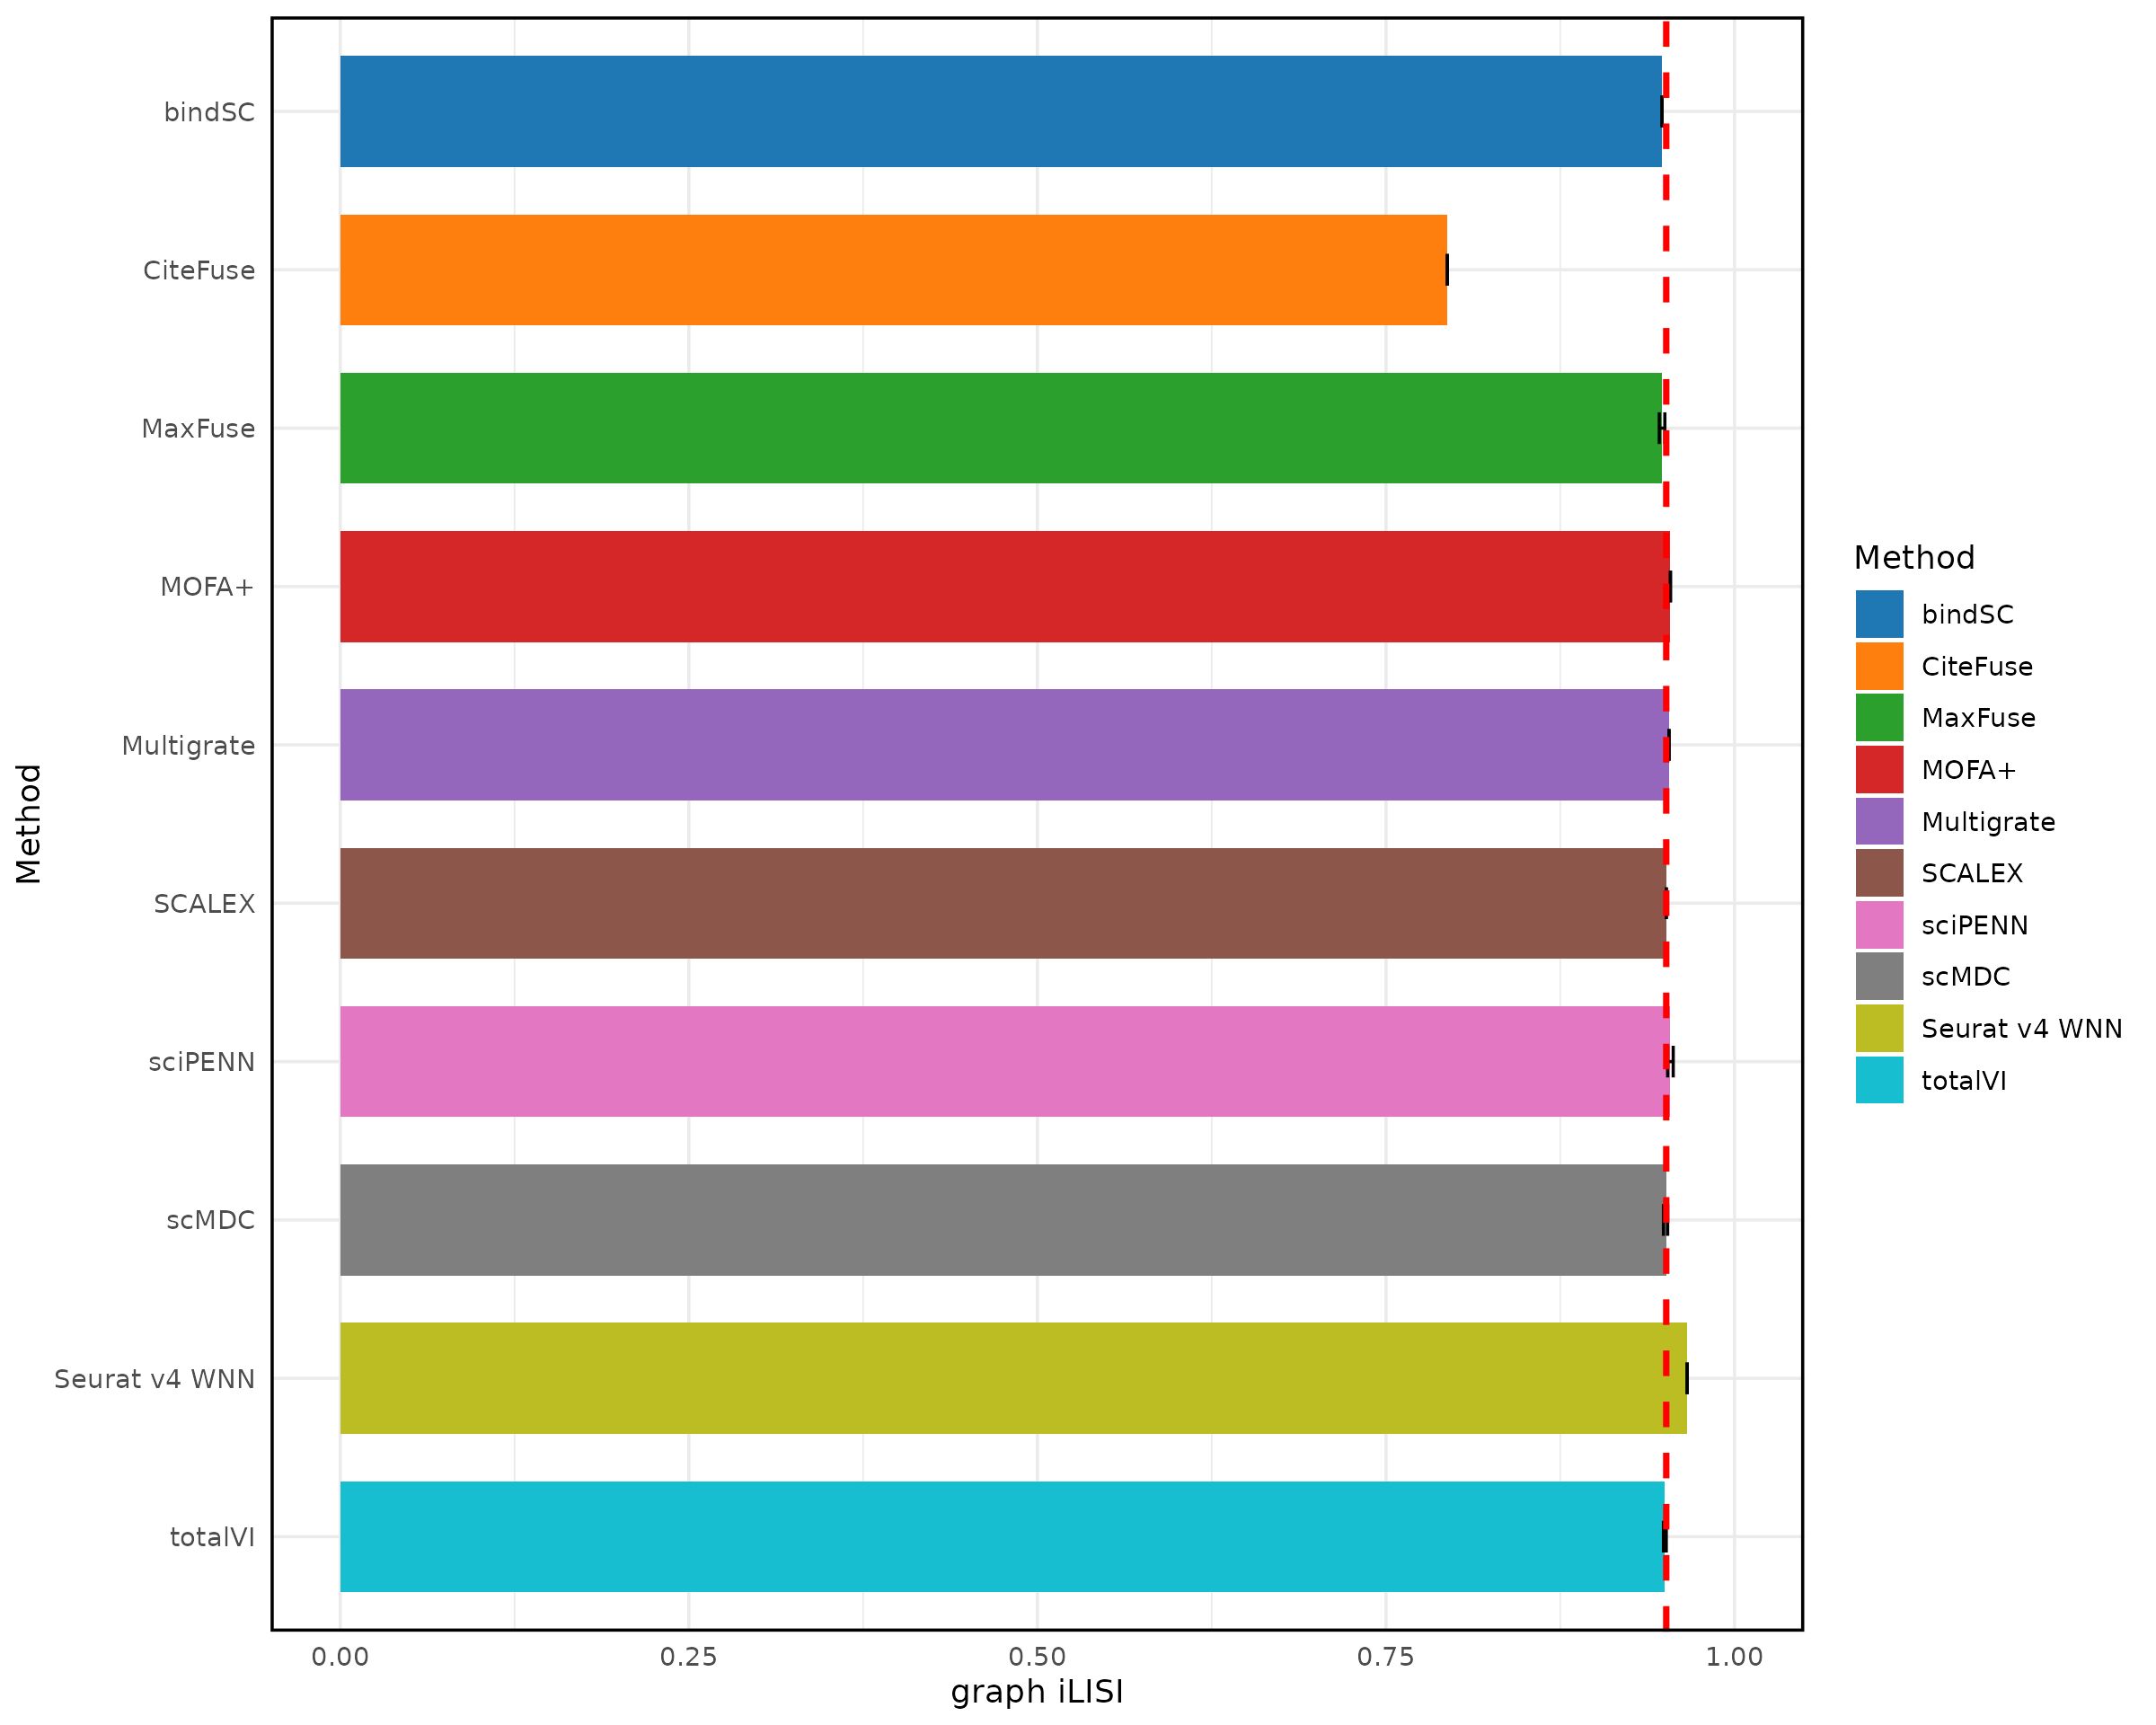 Method
bindSC
CiteFuse
MaxFuse
MOFA+
Multigrate
SCALEX
sciPENN
scMDC
Seurat v4 WNN
totalVI
0.00 0.25 0.50 0.75 1.00
graph iLISI
Method
bindSC
CiteFuse
MaxFuse
MOFA+
Multigrate
SCALEX
sciPENN
scMDC
Seurat v4 WNN
totalVI